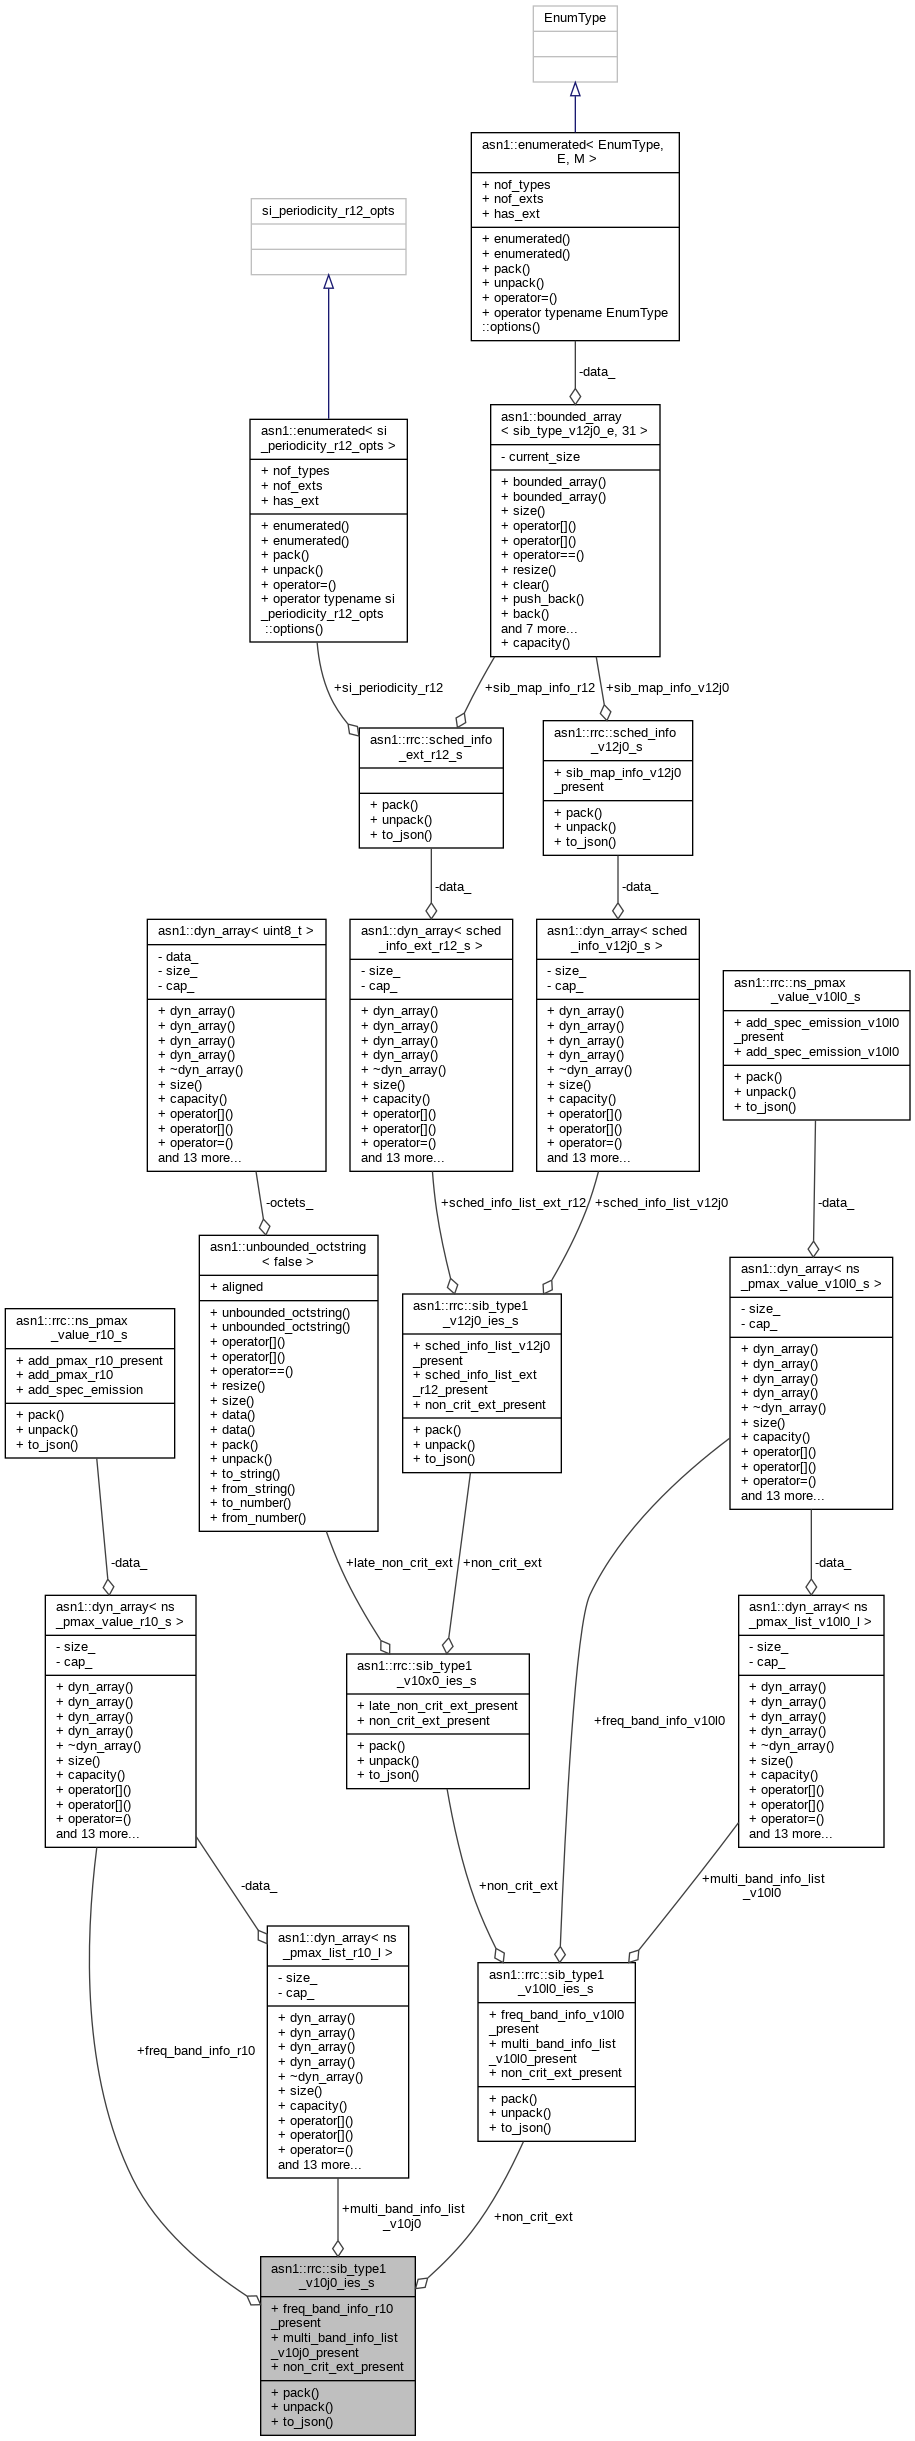 EnumType
asn1::enumerated< EnumType,
E, M >
+ nof_types
+ nof_exts
+ has_ext
+ enumerated()
+ enumerated()
+ pack()
+ unpack()
+ operator=()
+ operator typename EnumType
::options()
si_periodicity_r12_opts
-data_
asn1::enumerated< si
_periodicity_r12_opts >
+ nof_types
+ nof_exts
+ has_ext
+ enumerated()
+ enumerated()
+ pack()
+ unpack()
+ operator=()
+ operator typename si
_periodicity_r12_opts
::options()
asn1::bounded_array
< sib_type_v12j0_e, 31 >
- current_size
+ bounded_array()
+ bounded_array()
+ size()
+ operator[]()
+ operator[]()
+ operator==()
+ resize()
+ clear()
+ push_back()
+ back()
and 7 more...
+ capacity()
+si_periodicity_r12
+sib_map_info_r12
+sib_map_info_v12j0
asn1::rrc::sched_info
_ext_r12_s
+ pack()
+ unpack()
+ to_json()
asn1::rrc::sched_info
_v12j0_s
+ sib_map_info_v12j0
_present
+ pack()
+ unpack()
+ to_json()
-data_
-data_
asn1::dyn_array< uint8_t >
- data_
- size_
- cap_
+ dyn_array()
+ dyn_array()
+ dyn_array()
+ dyn_array()
+ ~dyn_array()
+ size()
+ capacity()
+ operator[]()
+ operator[]()
+ operator=()
and 13 more...
asn1::dyn_array< sched
_info_ext_r12_s >
- size_
- cap_
+ dyn_array()
+ dyn_array()
+ dyn_array()
+ dyn_array()
+ ~dyn_array()
+ size()
+ capacity()
+ operator[]()
+ operator[]()
+ operator=()
and 13 more...
asn1::dyn_array< sched
_info_v12j0_s >
- size_
- cap_
+ dyn_array()
+ dyn_array()
+ dyn_array()
+ dyn_array()
+ ~dyn_array()
+ size()
+ capacity()
+ operator[]()
+ operator[]()
+ operator=()
and 13 more...
asn1::rrc::ns_pmax
_value_v10l0_s
+ add_spec_emission_v10l0
_present
+ add_spec_emission_v10l0
+ pack()
+ unpack()
+ to_json()
-octets_
+sched_info_list_ext_r12
+sched_info_list_v12j0
-data_
asn1::rrc::ns_pmax
_value_r10_s
+ add_pmax_r10_present
+ add_pmax_r10
+ add_spec_emission
+ pack()
+ unpack()
+ to_json()
asn1::unbounded_octstring
< false >
+ aligned
+ unbounded_octstring()
+ unbounded_octstring()
+ operator[]()
+ operator[]()
+ operator==()
+ resize()
+ size()
+ data()
+ data()
+ pack()
+ unpack()
+ to_string()
+ from_string()
+ to_number()
+ from_number()
asn1::rrc::sib_type1
_v12j0_ies_s
+ sched_info_list_v12j0
_present
+ sched_info_list_ext
_r12_present
+ non_crit_ext_present
+ pack()
+ unpack()
+ to_json()
asn1::dyn_array< ns
_pmax_value_v10l0_s >
- size_
- cap_
+ dyn_array()
+ dyn_array()
+ dyn_array()
+ dyn_array()
+ ~dyn_array()
+ size()
+ capacity()
+ operator[]()
+ operator[]()
+ operator=()
and 13 more...
-data_
+late_non_crit_ext
+non_crit_ext
-data_
asn1::dyn_array< ns
_pmax_value_r10_s >
- size_
- cap_
+ dyn_array()
+ dyn_array()
+ dyn_array()
+ dyn_array()
+ ~dyn_array()
+ size()
+ capacity()
+ operator[]()
+ operator[]()
+ operator=()
and 13 more...
asn1::rrc::sib_type1
_v10x0_ies_s
+ late_non_crit_ext_present
+ non_crit_ext_present
+ pack()
+ unpack()
+ to_json()
+freq_band_info_v10l0
asn1::dyn_array< ns
_pmax_list_v10l0_l >
- size_
- cap_
+ dyn_array()
+ dyn_array()
+ dyn_array()
+ dyn_array()
+ ~dyn_array()
+ size()
+ capacity()
+ operator[]()
+ operator[]()
+ operator=()
and 13 more...
-data_
+non_crit_ext
+multi_band_info_list
_v10l0
asn1::dyn_array< ns
_pmax_list_r10_l >
- size_
- cap_
+ dyn_array()
+ dyn_array()
+ dyn_array()
+ dyn_array()
+ ~dyn_array()
+ size()
+ capacity()
+ operator[]()
+ operator[]()
+ operator=()
and 13 more...
asn1::rrc::sib_type1
_v10l0_ies_s
+ freq_band_info_v10l0
_present
+ multi_band_info_list
_v10l0_present
+ non_crit_ext_present
+ pack()
+ unpack()
+ to_json()
+freq_band_info_r10
+multi_band_info_list
_v10j0
+non_crit_ext
asn1::rrc::sib_type1
_v10j0_ies_s
+ freq_band_info_r10
_present
+ multi_band_info_list
_v10j0_present
+ non_crit_ext_present
+ pack()
+ unpack()
+ to_json()